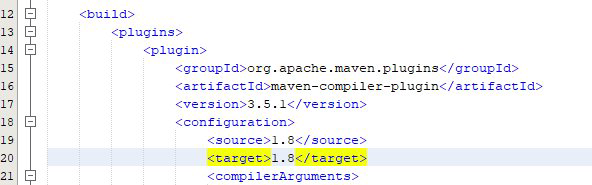 12 <build>
13 <plugins>
14 <plugin>
15 <groupId>org.apache.maven.plugins</groupId>
16 <artifactId>maven-compiler-plugin</artifactId>
17 <version>3.5.1</version>
18 <configuration>
19 <source>1.8</source>
20 <target>1.8</target>
21 <compilerArguments>